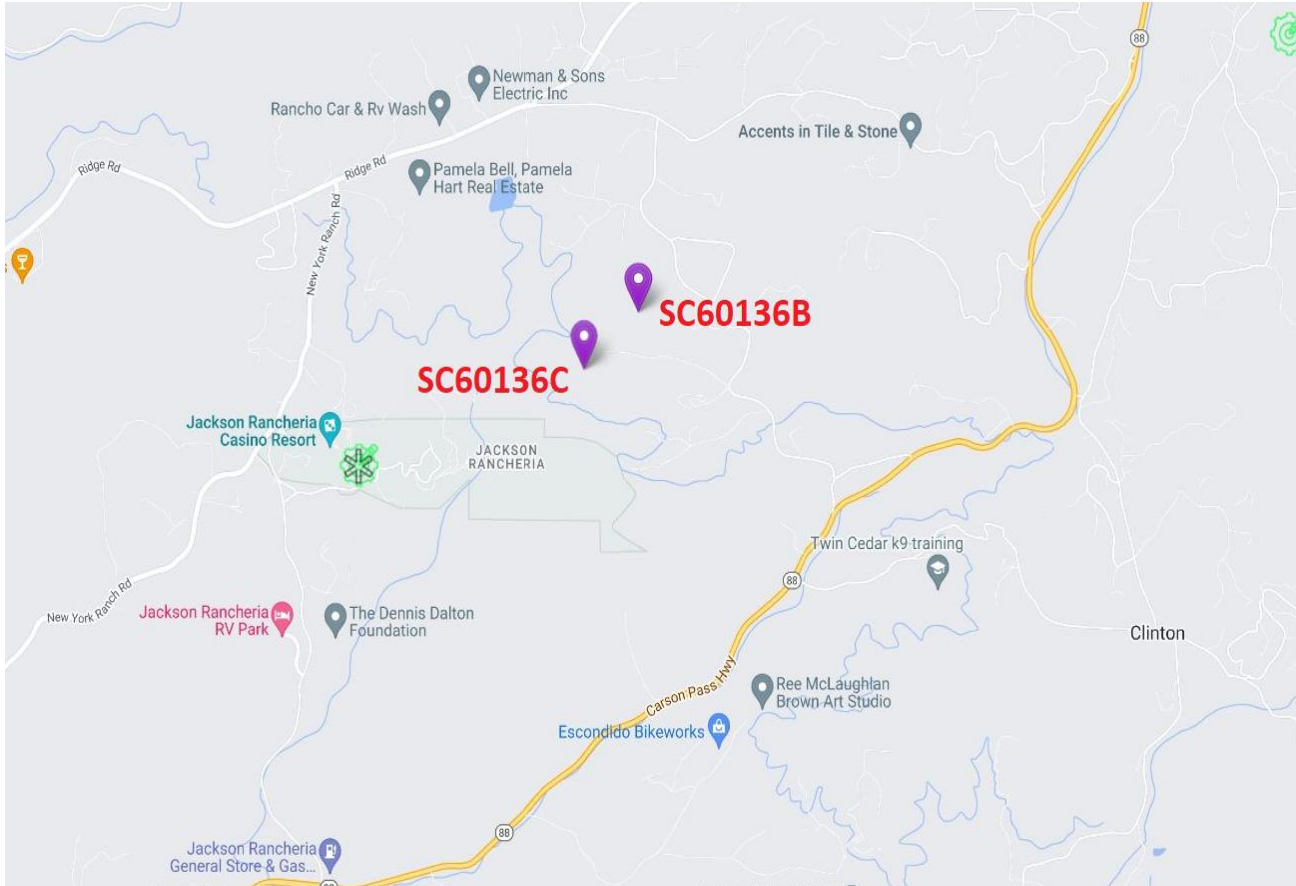 88
Newman & Sons
Electric Inc
Rancho Car & Rv Wash
Accents in Tile & Stone
Ridge Rd
Ridge Rd
Pamela Bell, Pamela
Hart Real Estate
New York Ranch Rd
s
SC60136B
SC60136C
Jackson Rancheria
Casino Resort
JACKSON
RANCHERIA
Twin Cedar k9 training
88
New York Ranch Rd
Jackson Rancheria
RV Park
The Dennis Dalton
Foundation
Clinton
Carson Pass Hwy
Ree McLaughlan
Brown Art Studio
Escondido Bikeworks
88
Jackson Rancheria
General Store & Gas...
88